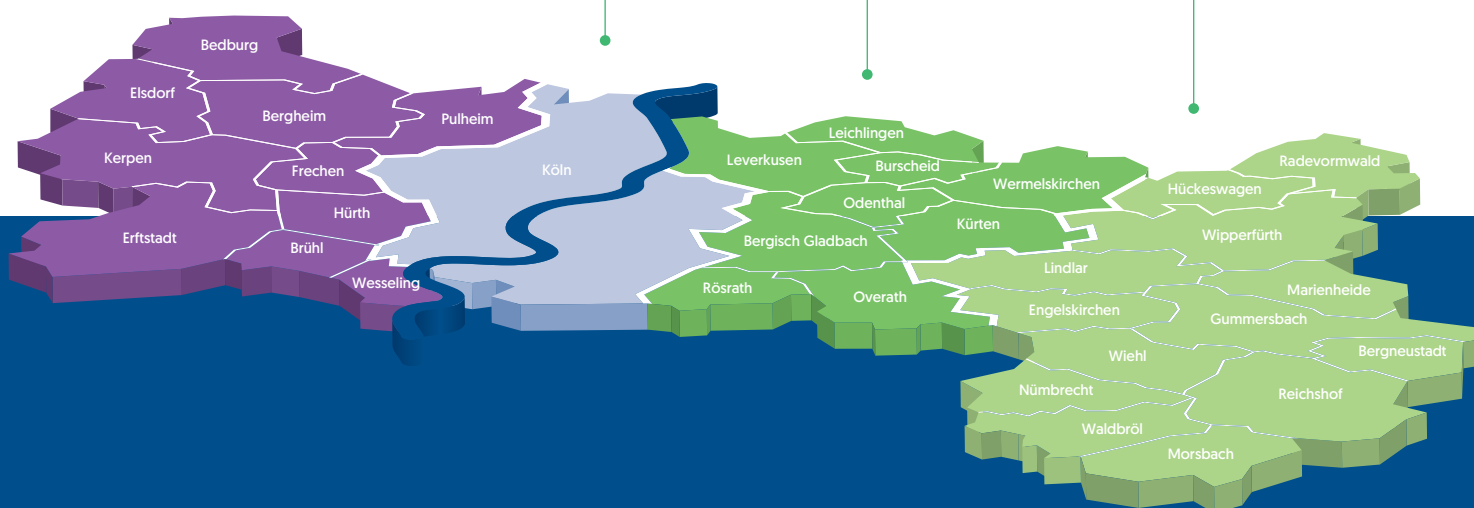 Bedburg
Elsdorf
Bergheim
Pulheim
Kerpen
Frechen
Hürth
Erftstadt
Brühl
Wesseling
Köln
Leichlingen
Leverkusen
Burscheid
Wermelskirchen
Odenthal
Kürten
Bergisch Gladbach
Rösrath
Overath
Radevormwald
Hückeswagen
Wipperfürth
Lindlar
Marienheide
Engelskirchen
Gummersbach
Wiehl
Bergneustadt
Nümbrecht
Reichshof
Waldbröl
Morsbach